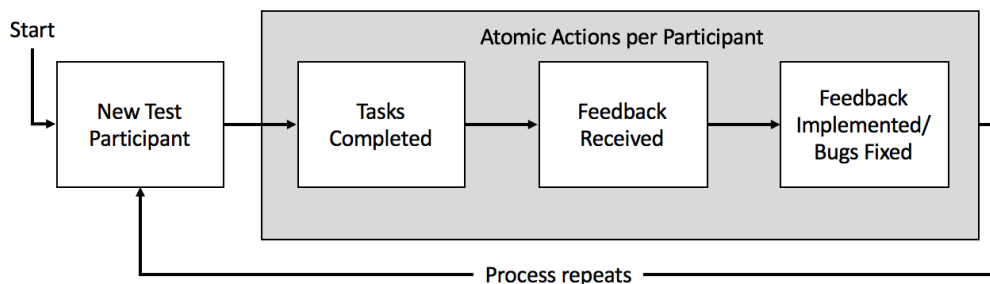 Start
Atomic Actions per Participant
New Test
Participant
Tasks
Completed
Feedback
Received
Feedback
Implemented/
Bugs Fixed
Process repeats